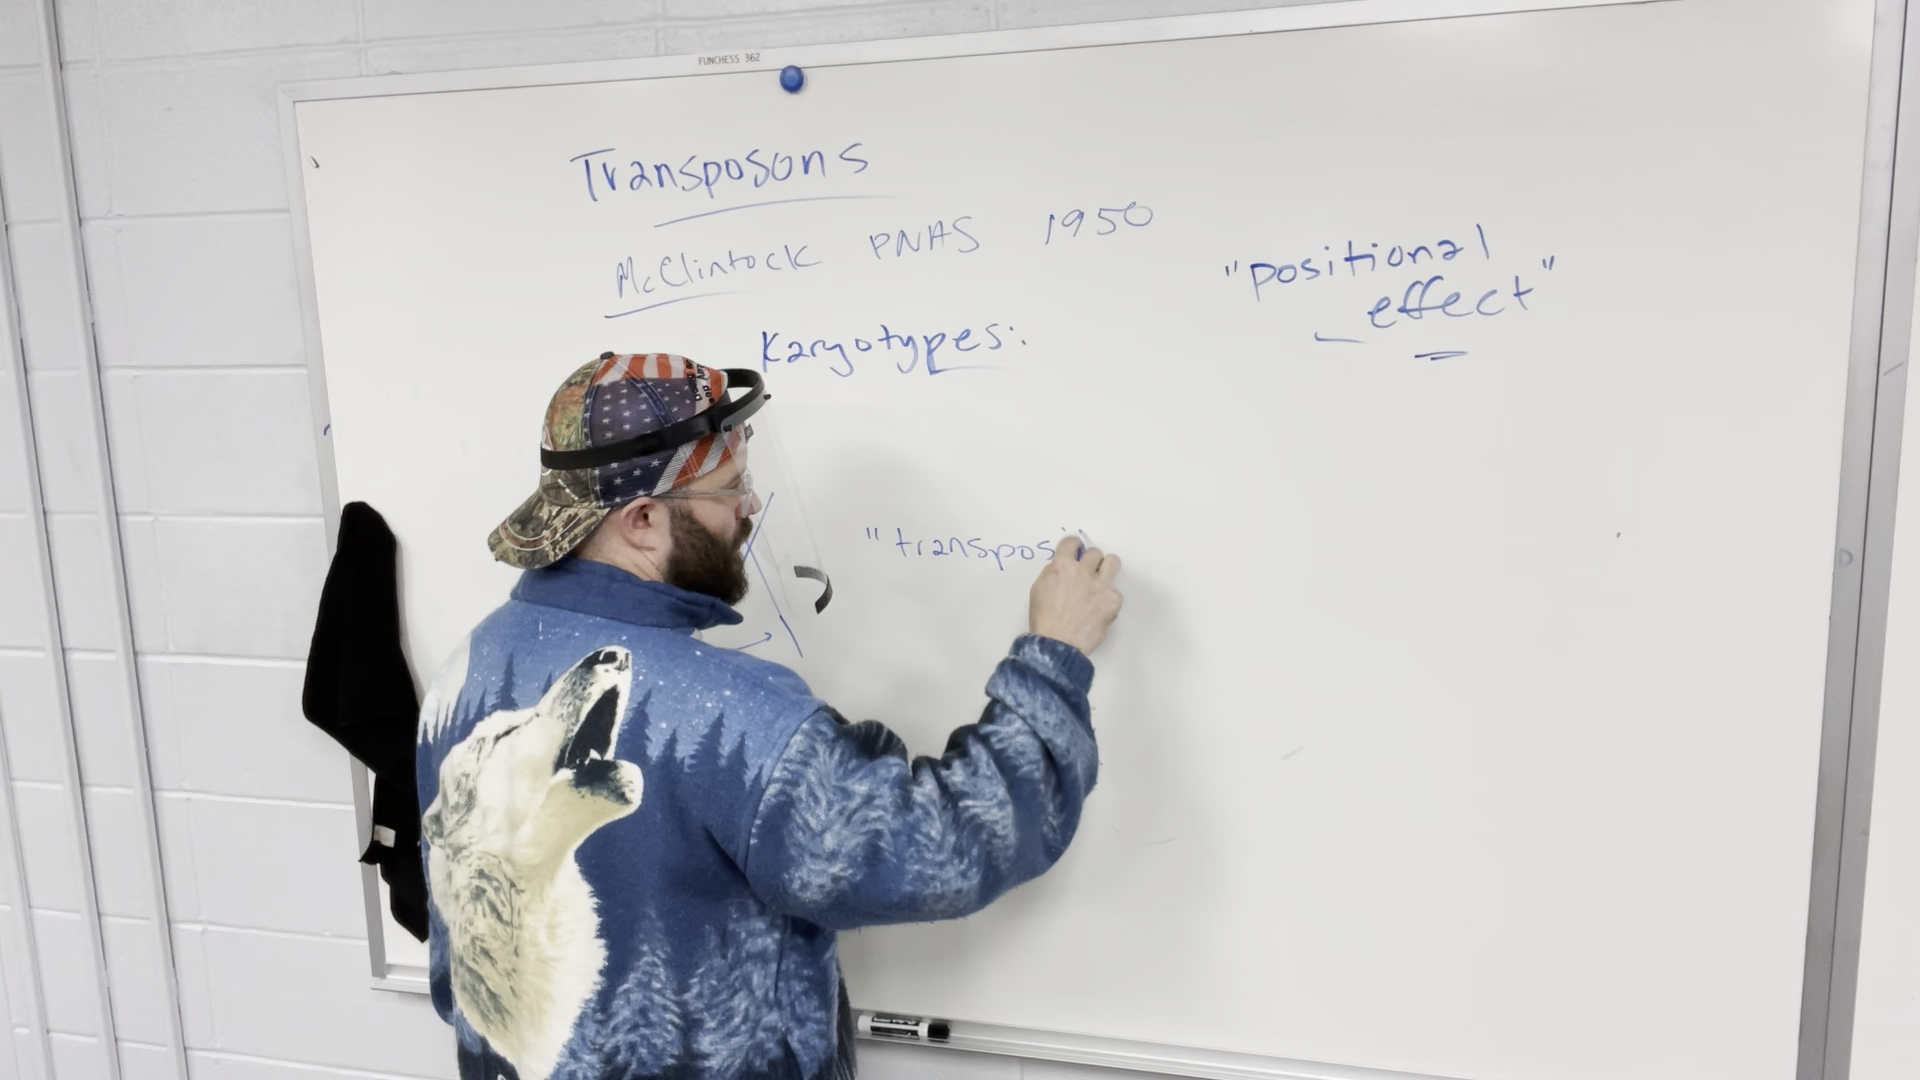 FUNCHESS 362
Transposons
McClintock PNAS 1950
"positional
effect"
Karyotypes:
"transpos